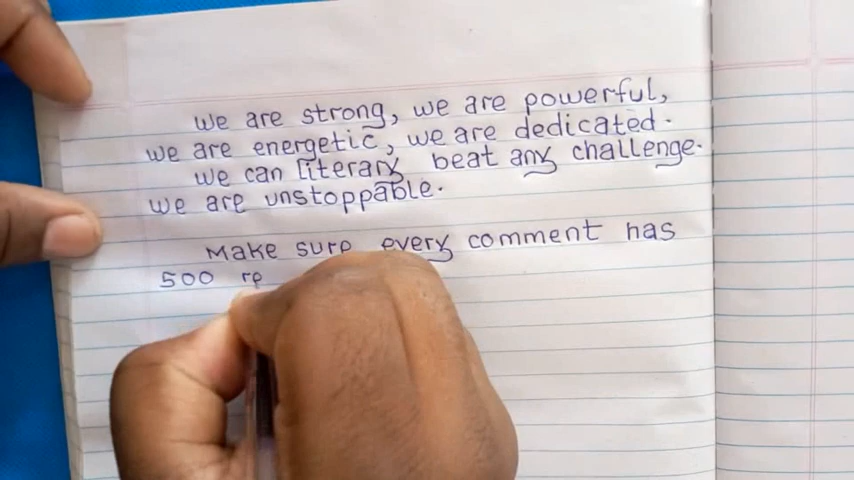 we are strong, we are powerful,
we are energetic, we are dedicated.
we can literary beat any challenge.
we are unstoppable.
Make sure every comment has
500 re